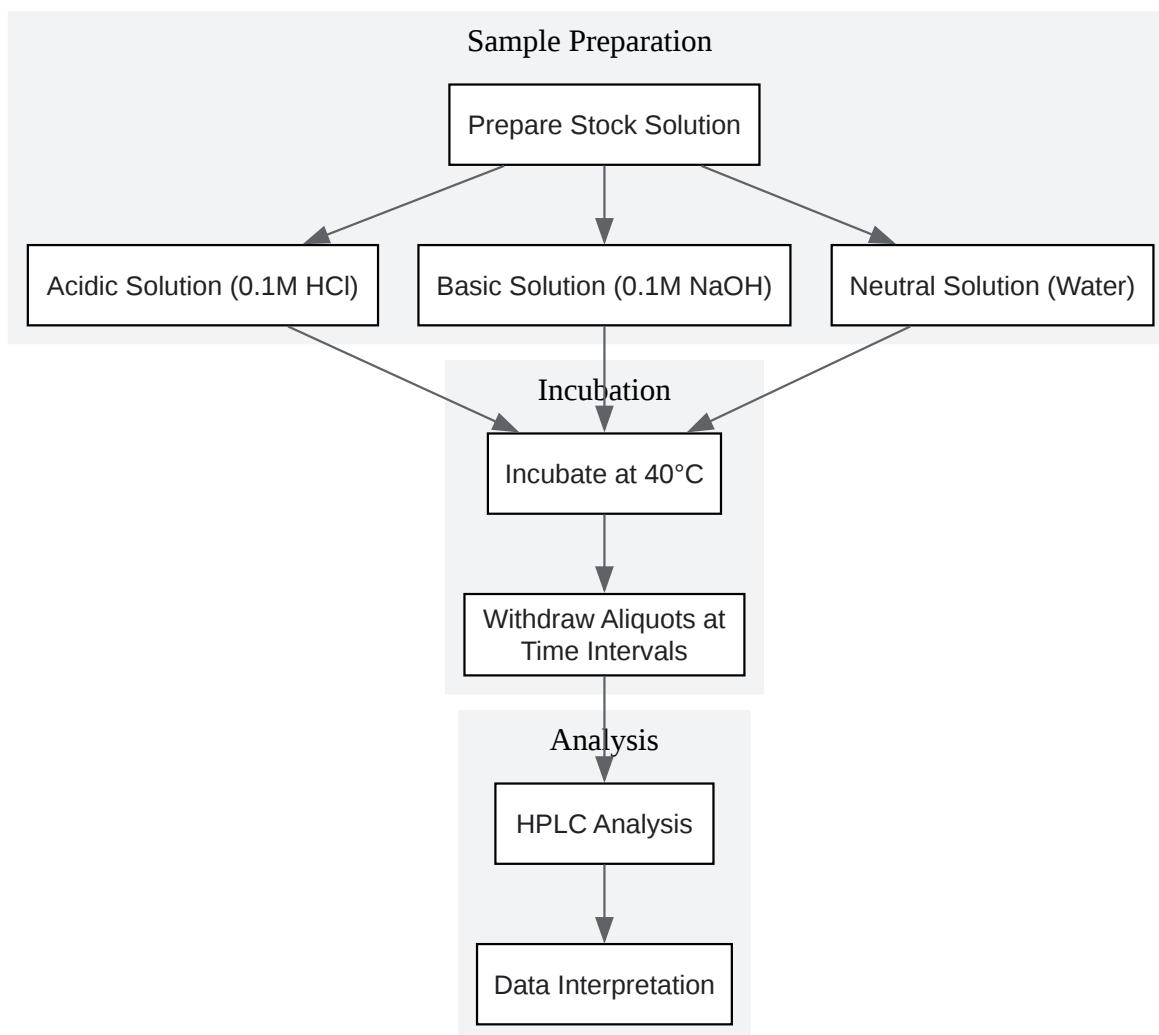 Sample Preparation
Prepare Stock Solution
Acidic Solution (0.1M HCl)
Basic Solution (0.1M NaOH)
Neutral Solution (Water)
Incubation
Incubate at 40°C
Withdraw Aliquots at
Time Intervals
Analysis
HPLC Analysis
Data Interpretation